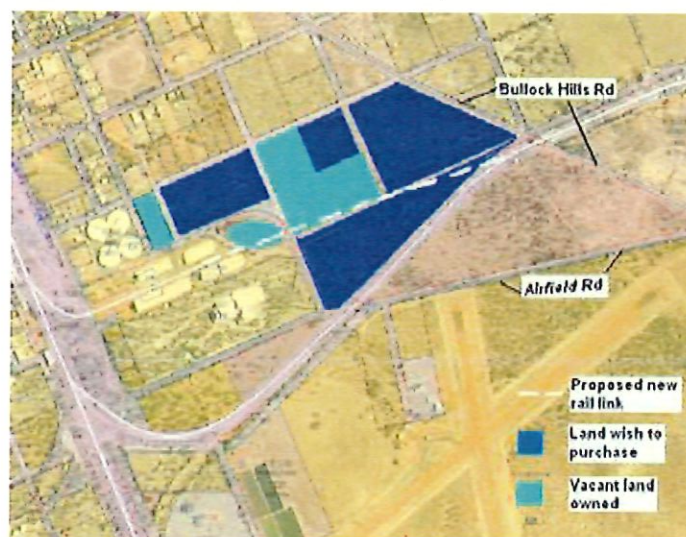 Bullock Hills Rd
Airfield Rd
Proposed new
rail link
Land wish to
purchase
Vacant land
owned